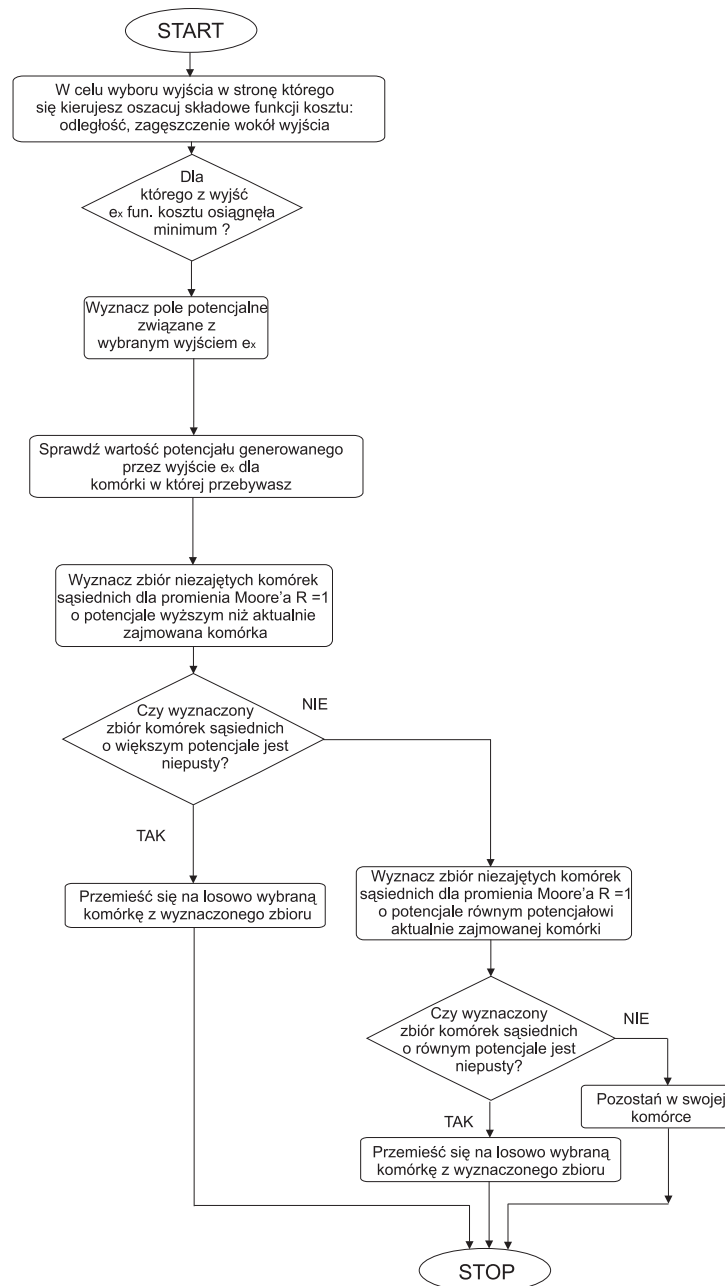 START
W celu wyboru wyjścia w stronę którego
się kierujesz oszacuj składowe funkcji kosztu:
odległość, zagęszczenie wokół wyjścia
Dla
którego z wyjść
eₓ fun. kosztu osiągnęła
minimum ?
Wyznacz pole potencjalne
związane z
wybranym wyjściem eₓ
Sprawdź wartość potencjału generowanego
przez wyjście eₓ dla
komórki w której przebywasz
Wyznacz zbiór niezajętych komórek
sąsiednich dla promienia Moore'a R =1
o potencjale wyższym niż aktualnie
zajmowana komórka
Czy wyznaczony
zbiór komórek sąsiednich
o większym potencjale jest
niepusty?
NIE
TAK
Przemieść się na losowo wybraną
komórkę z wyznaczonego zbioru
Wyznacz zbiór niezajętych komórek
sąsiednich dla promienia Moore'a R =1
o potencjale równym potencjałowi
aktualnie zajmowanej komórki
Czy wyznaczony
zbiór komórek sąsiednich
o równym potencjale jest
niepusty?
NIE
TAK
Pozostań w swojej
komórce
Przemieść się na losowo wybraną
komórkę z wyznaczonego zbioru
STOP